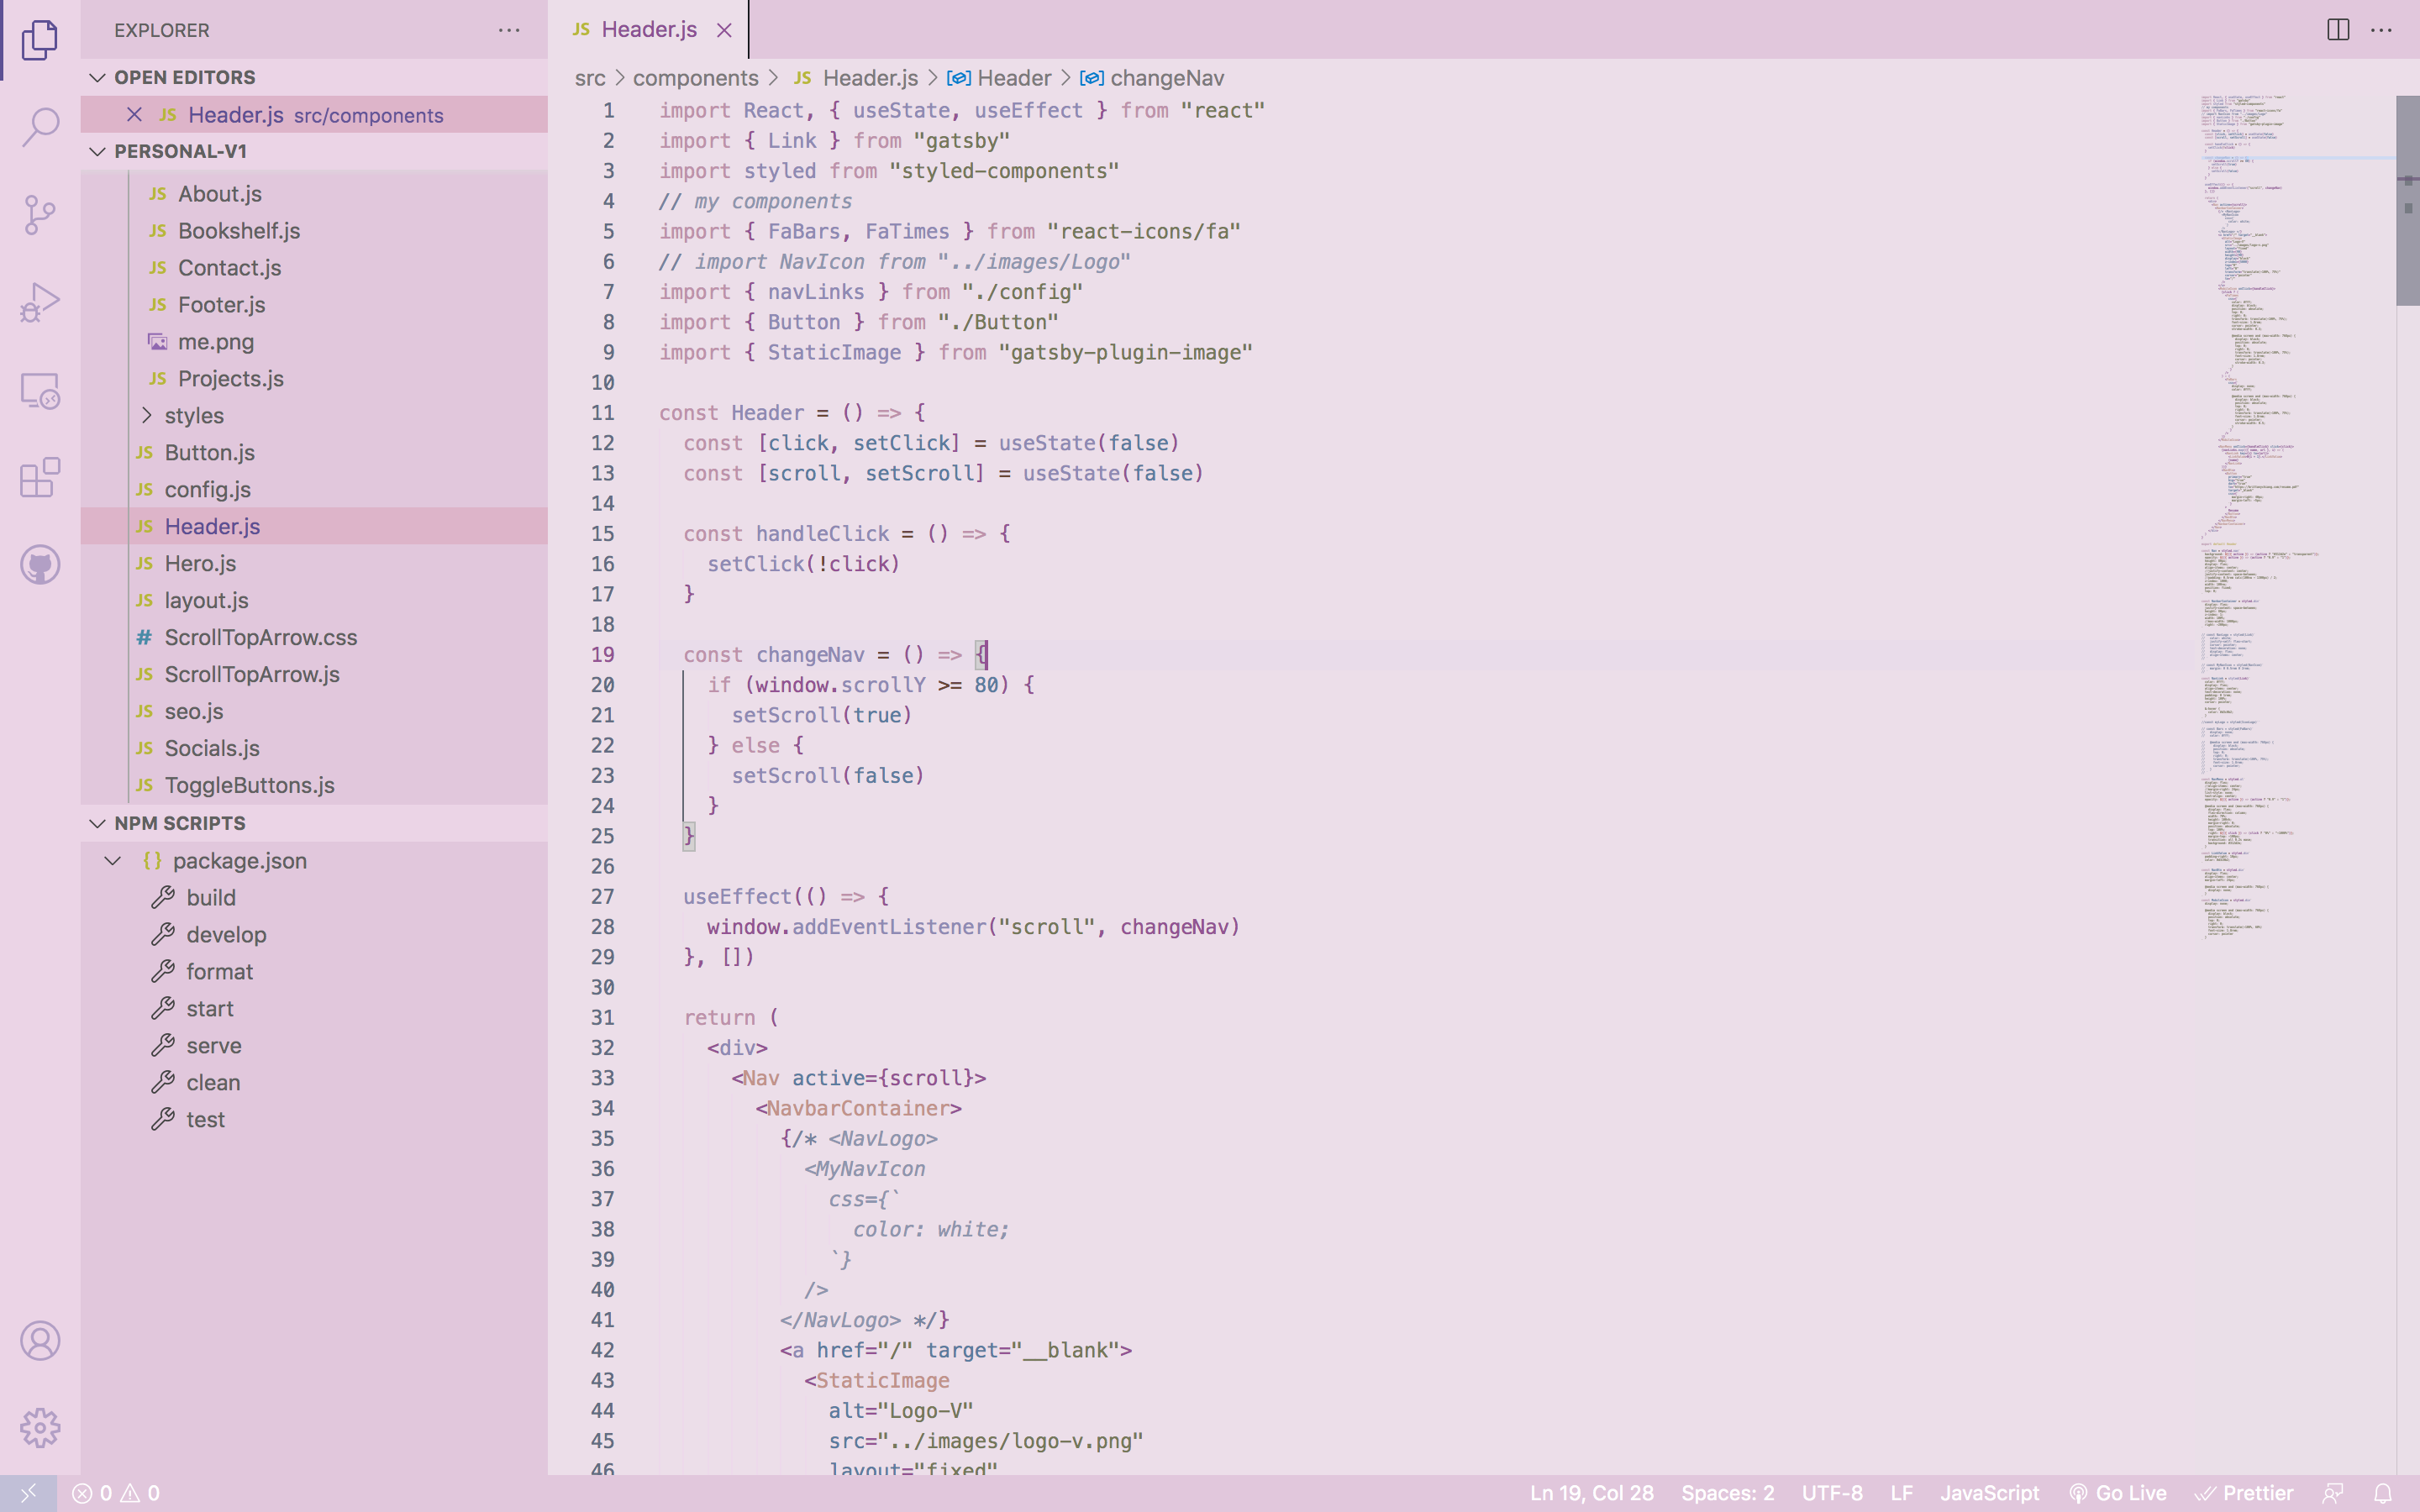 EXPLORER
OPEN EDITORS
JS Header.js src/components
PERSONAL-V1
JS About.js
JS Bookshelf.js
JS Contact.js
JS Footer.js
me.png
JS Projects.js
styles
JS Button.js
JS config.js
JS Header.js
JS Hero.js
JS layout.js
# ScrollTopArrow.css
JS ScrollTopArrow.js
JS seo.js
JS Socials.js
JS ToggleButtons.js
NPM SCRIPTS
{} package.json
build
develop
format
start
serve
clean
test
JS Header.js
src > components > JS Header.js > Header > changeNav
1 import React, { useState, useEffect } from "react"
2 import { Link } from "gatsby"
3 import styled from "styled-components"
4 // my components
5 import { FaBars, FaTimes } from "react-icons/fa"
6 // import NavIcon from "../images/Logo"
7 import { navLinks } from "./config"
8 import { Button } from "./Button"
9 import { StaticImage } from "gatsby-plugin-image"
10
11 const Header = () => {
12 const [click, setClick] = useState(false)
13 const [scroll, setScroll] = useState(false)
14
15 const handleClick = () => {
16 setClick(!click)
17 }
18
19 const changeNav = () => {
20 if (window.scrollY >= 80) {
21 setScroll(true)
22 } else {
23 setScroll(false)
24 }
25 }
26
27 useEffect(() => {
28 window.addEventListener("scroll", changeNav)
29 }, [])
30
31 return (
32 <div>
33 <Nav active={scroll}>
34 <NavbarContainer>
35 {/* <NavLogo>
36 <MyNavIcon
37 css={`
38 color: white;
39 `}
40 />
41 </NavLogo> */}
42 <a href="/" target="__blank">
43 <StaticImage
44 alt="Logo-V"
45 src="../images/logo-v.png"
46 layout="fixed"
0 0
Ln 19, Col 28 Spaces: 2 UTF-8 LF JavaScript Go Live Prettier